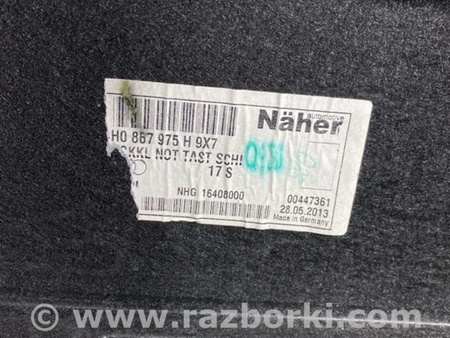 automotive
Näher
H0 867 975 H 9X7
CKKL NOT TAST SCHI
17 S
NHG 16408000
00447361
28.05.2013
Made in Germany
© www.razborki.com